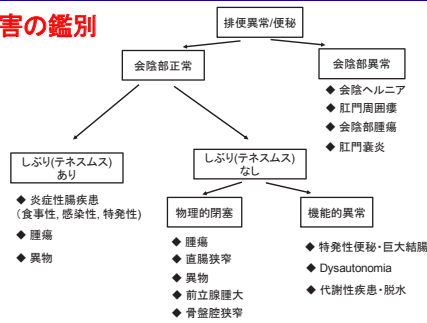 害の鑑別
排便異常/便秘
会陰部正常
会陰部異常
◆ 会陰ヘルニア
◆ 肛門周囲瘻
◆ 会陰部腫瘍
◆ 肛門嚢炎
しぶり(テネスムス)
あり
しぶり(テネスムス)
なし
◆ 炎症性腸疾患
(食事性, 感染性, 特発性)
◆ 腫瘍
◆ 異物
物理的閉塞
◆ 腫瘍
◆ 直腸狭窄
◆ 異物
◆ 前立腺腫大
◆ 骨盤腔狭窄
機能的異常
◆ 特発性便秘・巨大結腸
◆ Dysautonomia
◆ 代謝性疾患・脱水